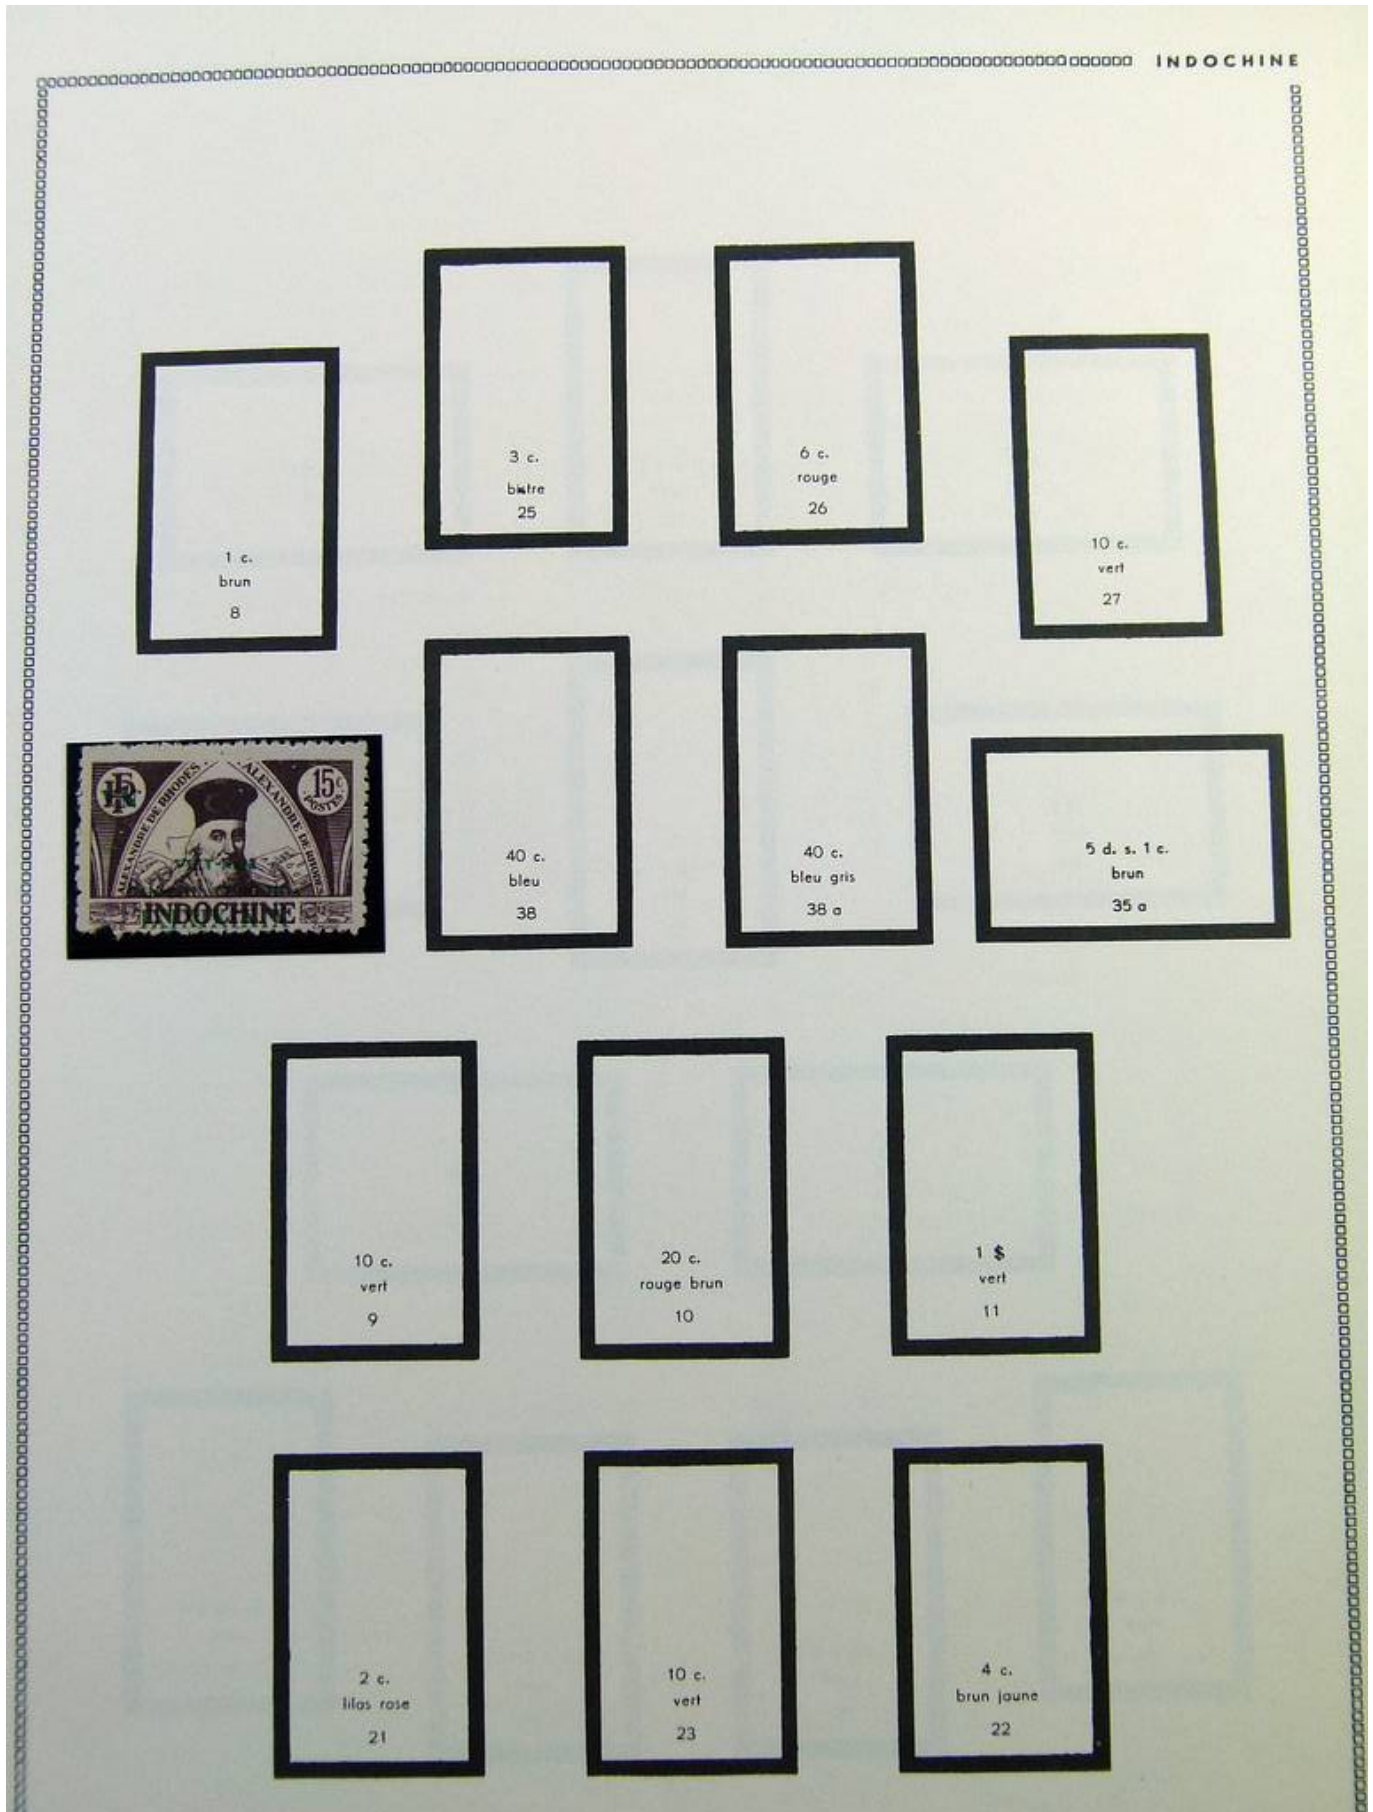 INDOCHINE
3 c.
bistre
25
6 c.
rouge
26
1 c.
brun
8
10 c.
vert
27
15 c.
POSTES
ALEXANDRE DE RHODES
ALEXANDRE DE RHODES
INDOCHINE
40 c.
bleu
38
40 c.
bleu gris
38 a
5 d. s. 1 c.
brun
35 a
10 c.
vert
9
20 c.
rouge brun
10
1 $
vert
11
2 c.
lilas rose
21
10 c.
vert
23
4 c.
brun jaune
22